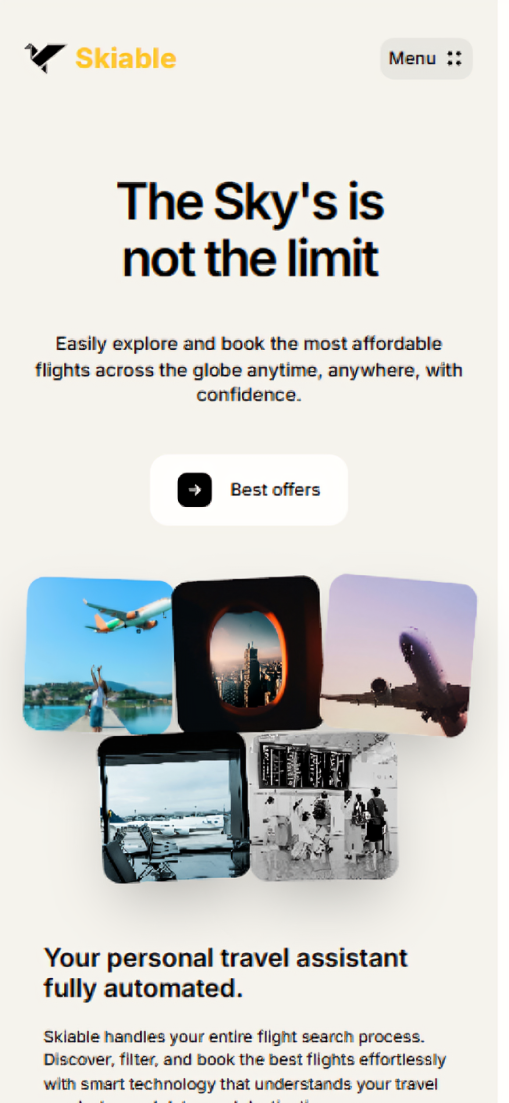 Skiable
Menu
The Sky's is
not the limit
Easily explore and book the most affordable
flights across the globe anytime, anywhere, with
confidence.
Best offers
Your personal travel assistant
fully automated.
Skiable handles your entire flight search process.
Discover, filter, and book the best flights effortlessly
with smart technology that understands your travel